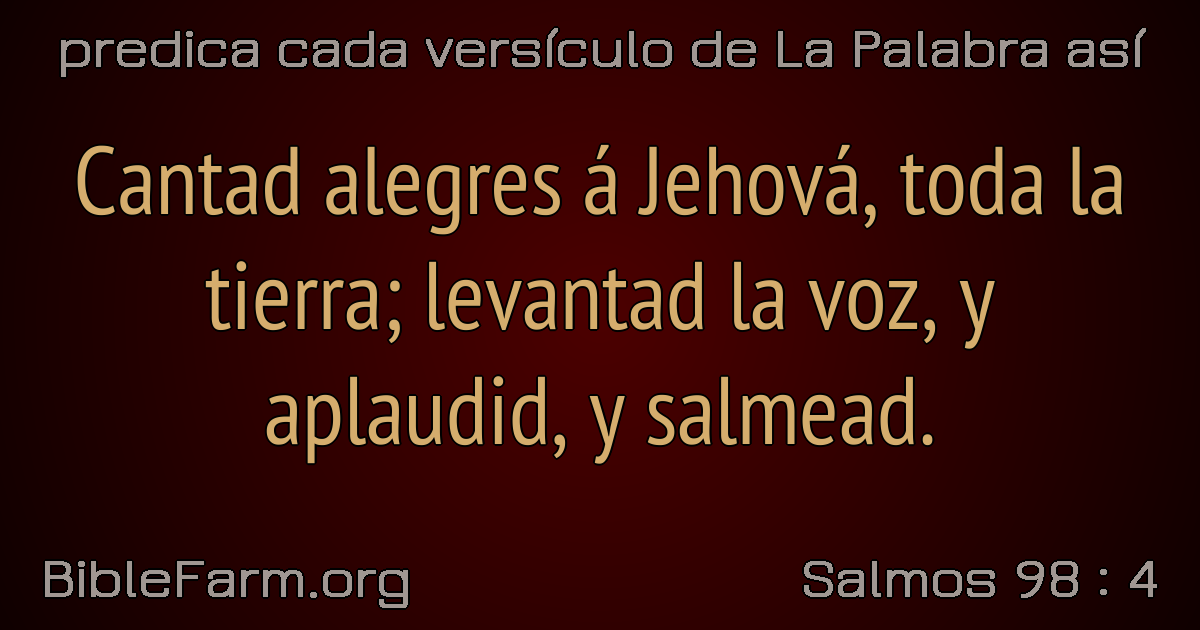 predica cada versículo de La Palabra así
Cantad alegres á Jehová, toda la
tierra; levantad la voz, y
aplaudid, y salmead.
BibleFarm.org
Salmos 98 : 4